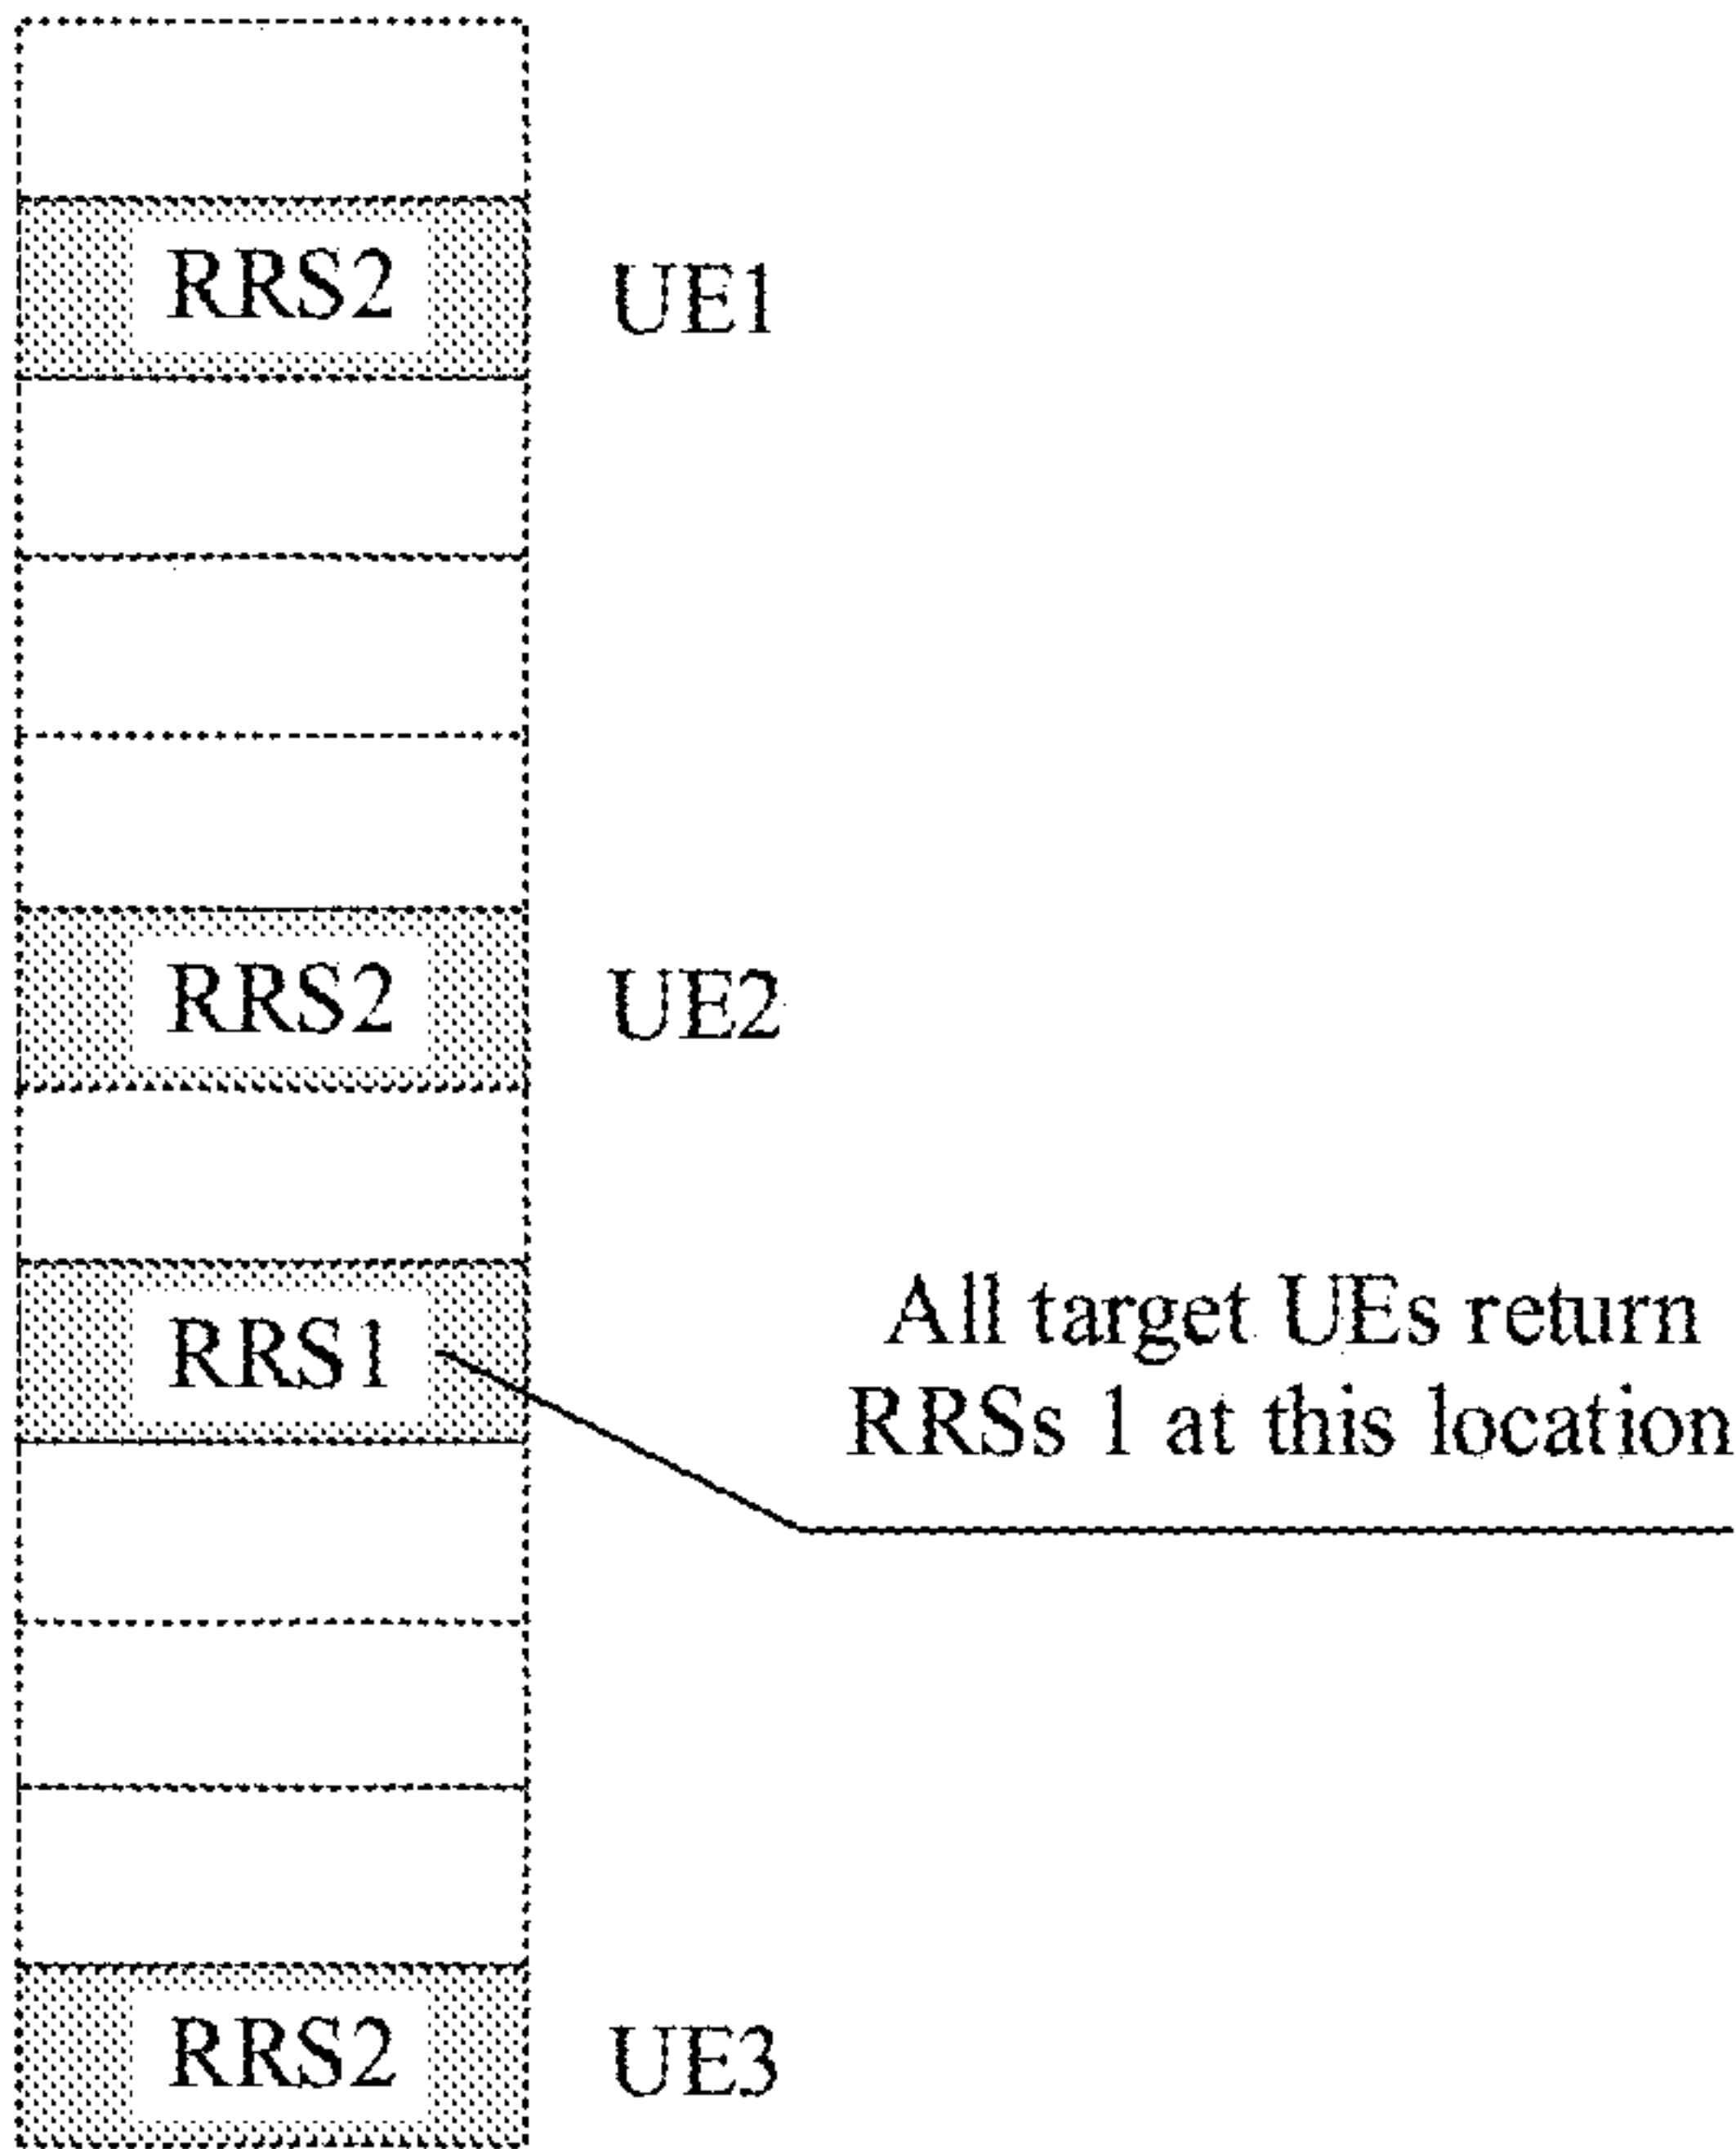 RRS2 UE1
RRS2 UE2
RRS1
All target UEs return
RRSs 1 at this location
RRS2 UE3